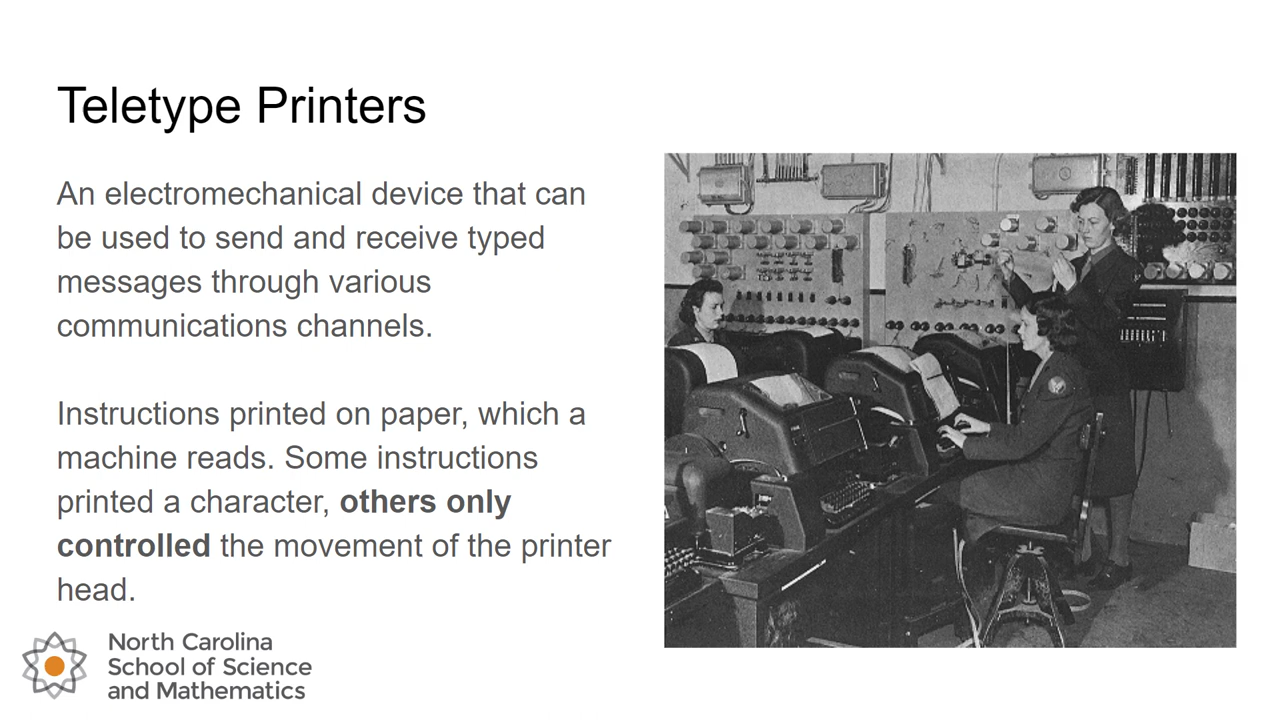 Teletype Printers
An electromechanical device that can
be used to send and receive typed
messages through various
communications channels.
Instructions printed on paper, which a
machine reads. Some instructions
printed a character, others only
controlled the movement of the printer
head.
North Carolina
School of Science
and Mathematics